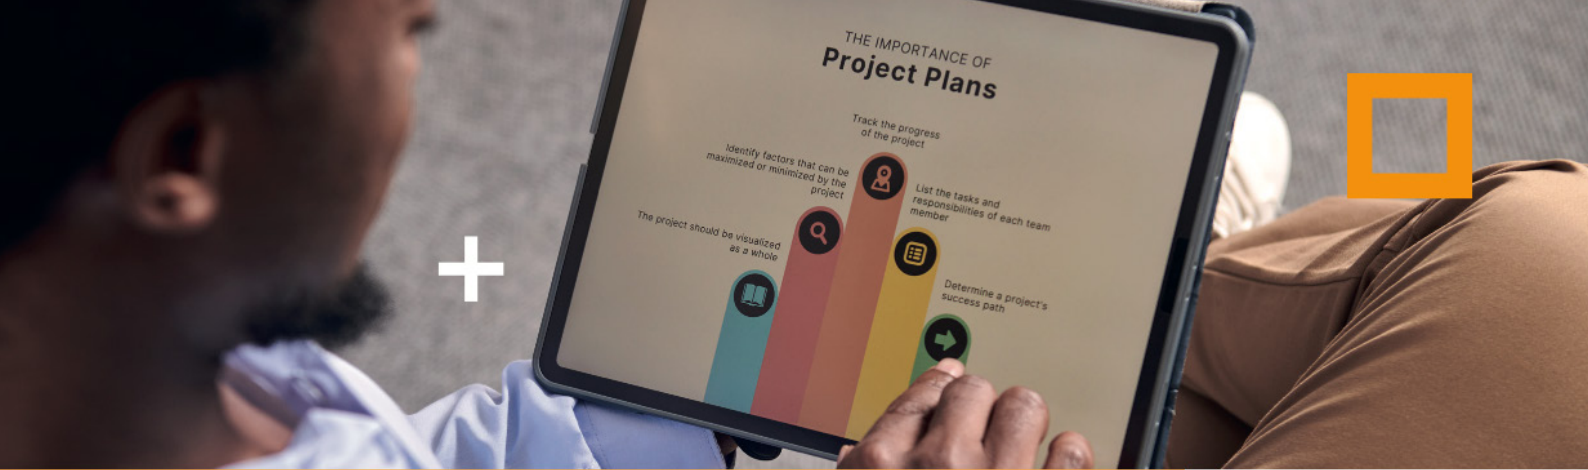 THE IMPORTANCE OF
Project Plans
Track the progress
of the project
Identify factors that can be
maximized or minimized by the
project
List the tasks and
responsibilities of each team
member
The project should be visualized
as a whole
Determine a project's
success path